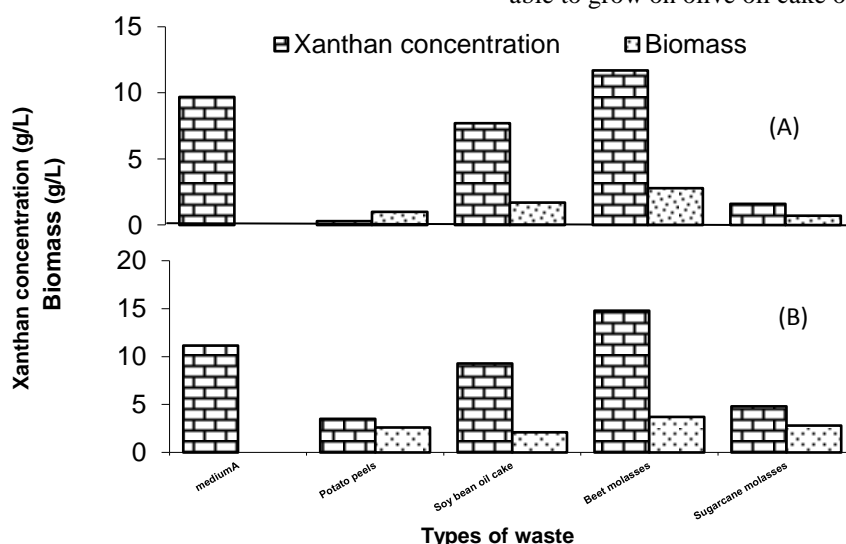 able to grow on olive oil cake o
15
Xanthan concentration
Biomass
10
(A)
5
0
20
15
(B)
10
5
0
Xanthan concentration (g/L)
Biomass (g/L)
mediumA
Potato peels
Soy bean oil cake
Beet molasses
Sugarcane molasses
Types of waste